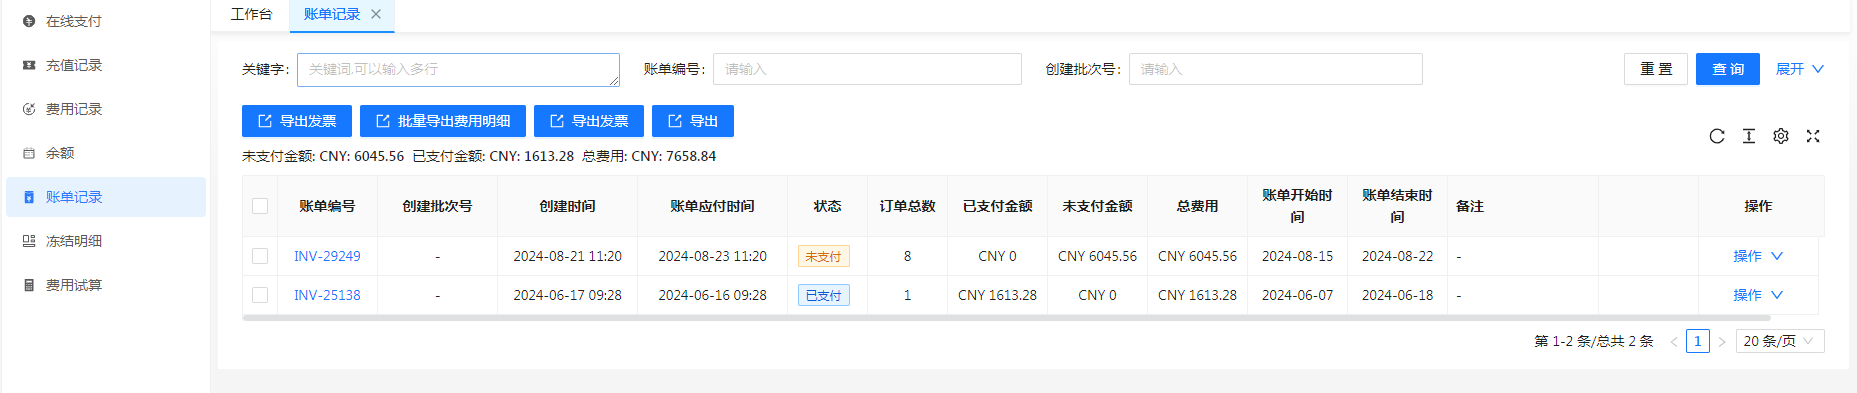 在线支付
充值记录
费用记录
余额
账单记录
冻结明细
费用试算
工作台 账单记录
关键字: 关键词,可以输入多行 账单编号: 请输入 创建批次号: 请输入 重 置 查 询 展开
导出发票 批量导出费用明细 导出发票 导出
未支付金额: CNY: 6045.56 已支付金额: CNY: 1613.28 总费用: CNY: 7658.84
账单编号 创建批次号 创建时间 账单应付时间 状态 订单总数 已支付金额 未支付金额 总费用 账单开始时间 账单结束时间 备注 操作
INV-29249 - 2024-08-21 11:20 2024-08-23 11:20 未支付 8 CNY 0 CNY 6045.56 CNY 6045.56 2024-08-15 2024-08-22 - 操作
INV-25138 - 2024-06-17 09:28 2024-06-16 09:28 已支付 1 CNY 1613.28 CNY 0 CNY 1613.28 2024-06-07 2024-06-18 - 操作
第 1-2 条/总共 2 条 1 20 条/页